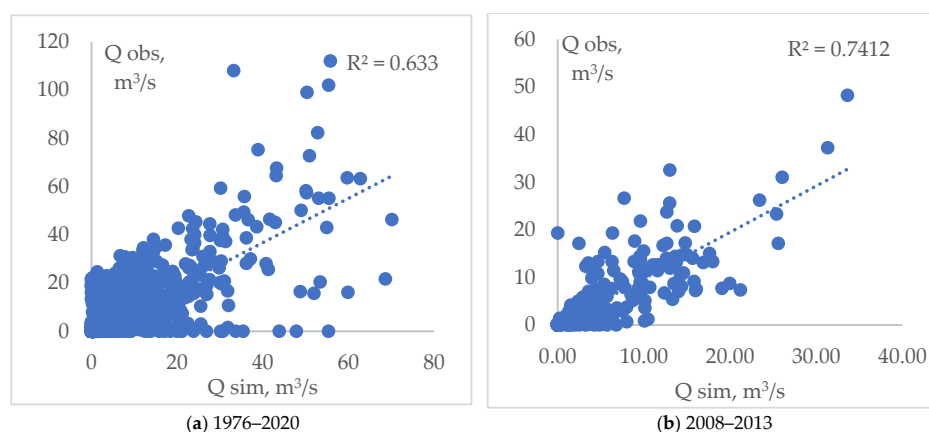 120
100
80
60
40
20
0
Q obs,
m³/s
R² = 0.633
0 20 40 60 80
Q sim, m³/s
(a) 1976–2020
60
50
40
30
20
10
0
Q obs,
m³/s
R² = 0.7412
0.00 10.00 20.00 30.00 40.00
Q sim, m³/s
(b) 2008–2013